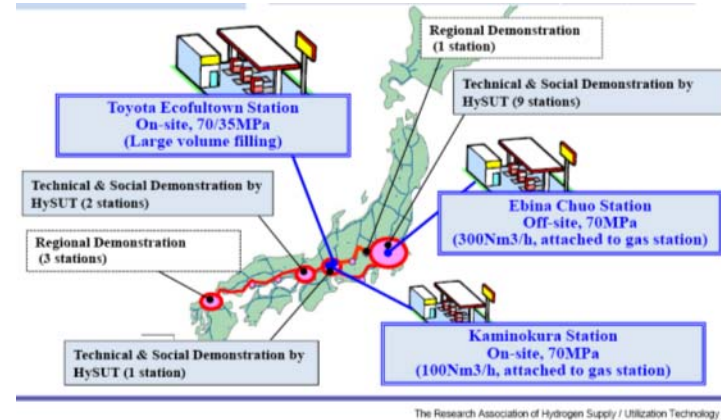 Regional Demonstration
(1 station)
Toyota Ecofultown Station
On-site, 70/35MPa
(Large volume filling)
Technical & Social Demonstration by
HySUT (9 stations)
Technical & Social Demonstration by
HySUT (2 stations)
Ebina Chuo Station
Off-site, 70MPa
(300Nm3/h, attached to gas station)
Regional Demonstration
(3 stations)
Kaminokura Station
On-site, 70MPa
(100Nm3/h, attached to gas station)
Technical & Social Demonstration by
HySUT (1 station)
The Research Association of Hydrogen Supply / Utilization Technology